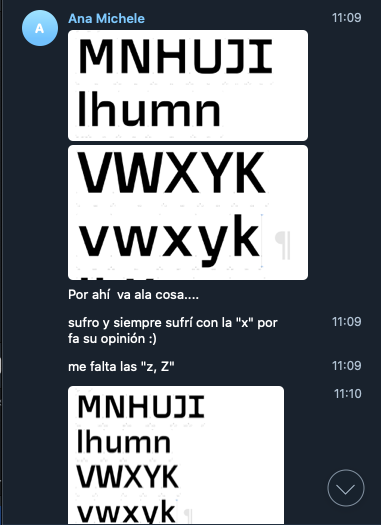 Ana Michele
11:09
A
MNHUJI
lhumn
VWXYK
vwxyk ¶
Por ahí va ala cosa....
sufro y siempre sufrí con la "x" por
fa su opinión :)
11:09
me falta las "z, Z"
11:09
11:10
MNHUJI
lhumn
VWXYK
vwxyk ¶